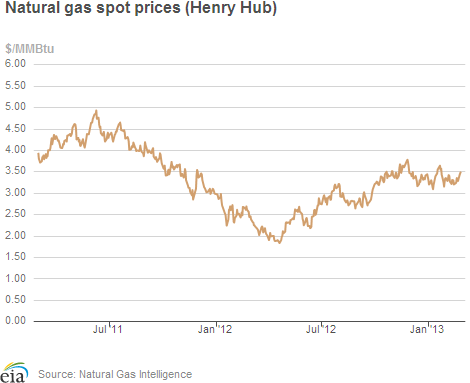 Natural gas spot prices (Henry Hub)
$/MMBtu
6.00
5.50
5.00
4.50
4.00
3.50
3.00
2.50
2.00
1.50
1.00
0.50
0.00
Jul'11
Jan'12
Jul'12
Jan'13
eia
Source: Natural Gas Intelligence